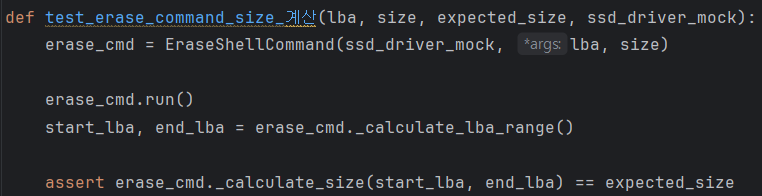 def test_erase_command_size_계산(lba, size, expected_size, ssd_driver_mock):
    erase_cmd = EraseShellCommand(ssd_driver_mock, *args: lba, size)

    erase_cmd.run()
    start_lba, end_lba = erase_cmd._calculate_lba_range()

    assert erase_cmd._calculate_size(start_lba, end_lba) == expected_size